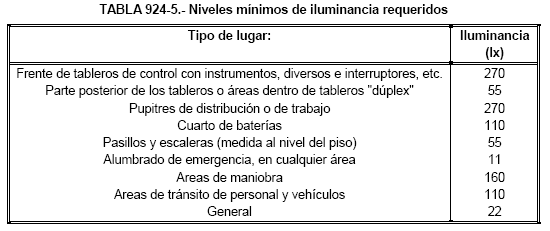 TABLA 924-5.- Niveles mínimos de iluminancia requeridos
Tipo de lugar: Iluminancia
(lx)
Frente de tableros de control con instrumentos, diversos e interruptores, etc. 270
Parte posterior de los tableros o áreas dentro de tableros "dúplex" 55
Pupitres de distribución o de trabajo 270
Cuarto de baterías 110
Pasillos y escaleras (medida al nivel del piso) 55
Alumbrado de emergencia, en cualquier área 11
Areas de maniobra 160
Areas de tránsito de personal y vehículos 110
General 22